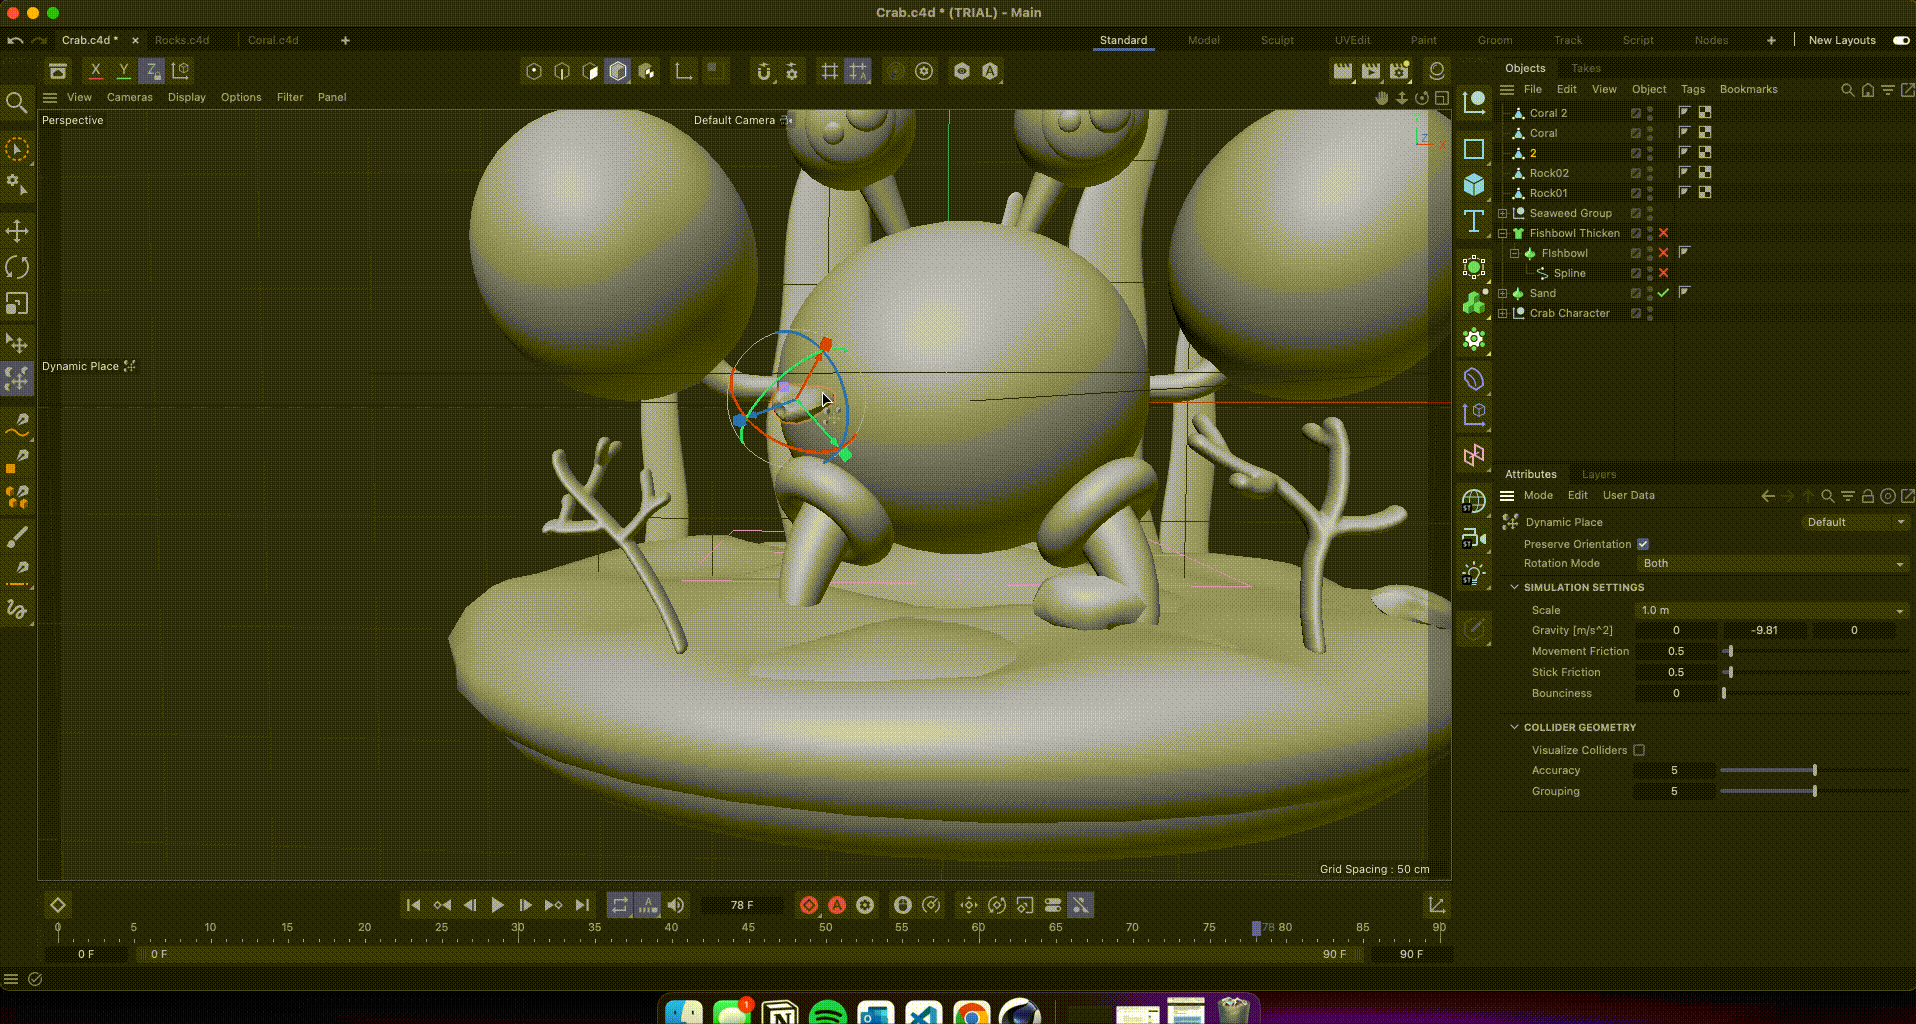 Crab.c4d * (TRIAL) - Main
Crab.c4d * × Rocks.c4d Coral.c4d + Standard Model Sculpt UVEdit Paint Groom Track Script Nodes + New Layouts
X Y Z
Objects Takes
View Cameras Display Options Filter Panel
File Edit View Object Tags Bookmarks
Perspective
Default Camera
Dynamic Place
Grid Spacing : 50 cm
Coral 2
Coral
2
Rock02
Rock01
Seaweed Group
Fishbowl Thicken
FIshbowl
Spline
Sand
Crab Character
Attributes Layers
Mode Edit User Data
Dynamic Place Default
Preserve Orientation
Rotation Mode Both
SIMULATION SETTINGS
Scale 1.0 m
Gravity [m/s^2] 0 -9.81 0
Movement Friction 0.5
Stick Friction 0.5
Bounciness 0
COLLIDER GEOMETRY
Visualize Colliders
Accuracy 5
Grouping 5
78 F
0 5 10 15 20 25 30 35 40 45 50 55 60 65 70 75 78 80 85 90
0 F 0 F 90 F 90 F
1